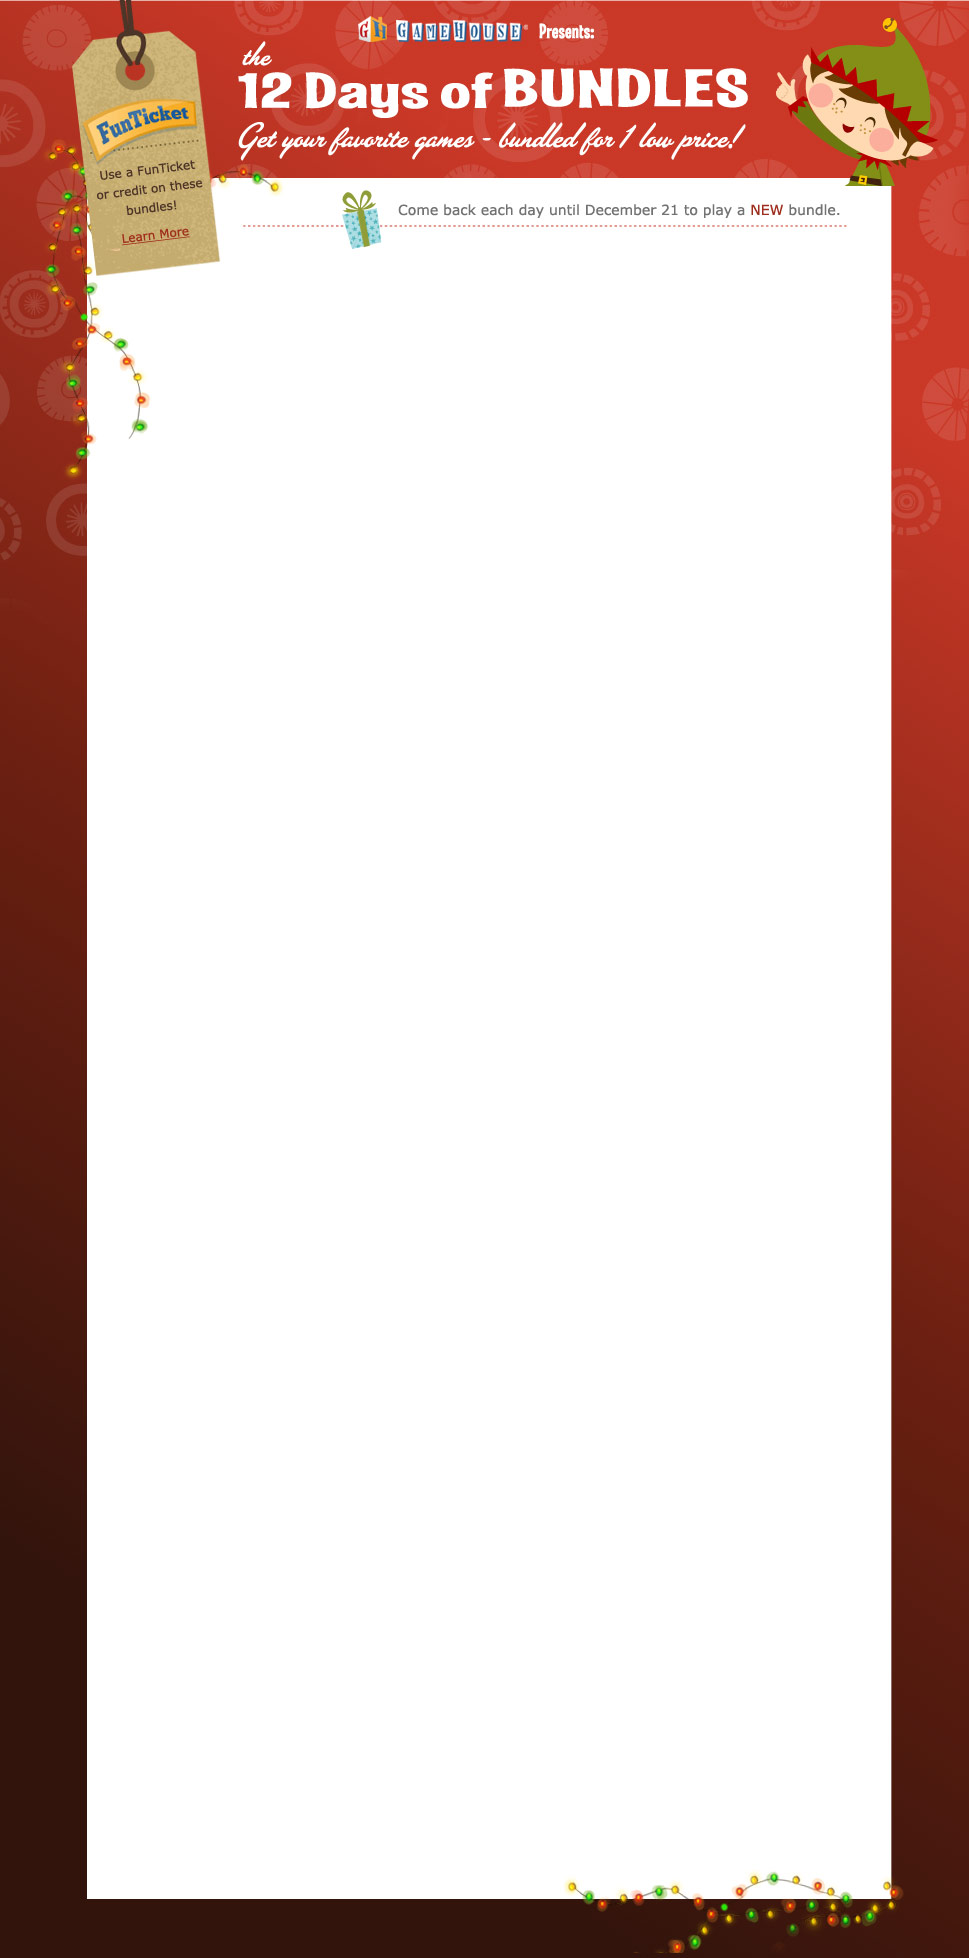 GH GAMEHOUSE® Presents:
the
12 Days of BUNDLES
Get your favorite games - bundled for 1 low price!
FunTicket
Use a FunTicket
or credit on these
bundles!
Learn More
Come back each day until December 21 to play a NEW bundle.